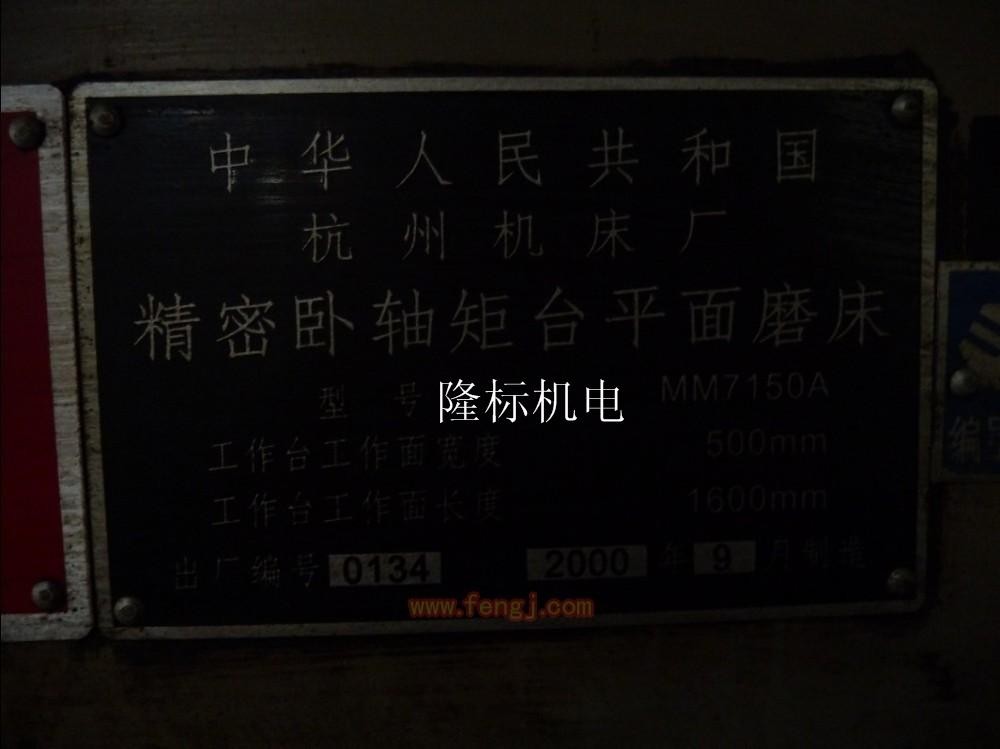 中华人民共和国
杭州机床厂
精密卧轴矩台平面磨床
型号 MM7150A
隆标机电
工作台工作面宽度 500mm
工作台工作面长度 1600mm
出厂编号 0134 2000 年 9 月制造
www.fengj.com
编